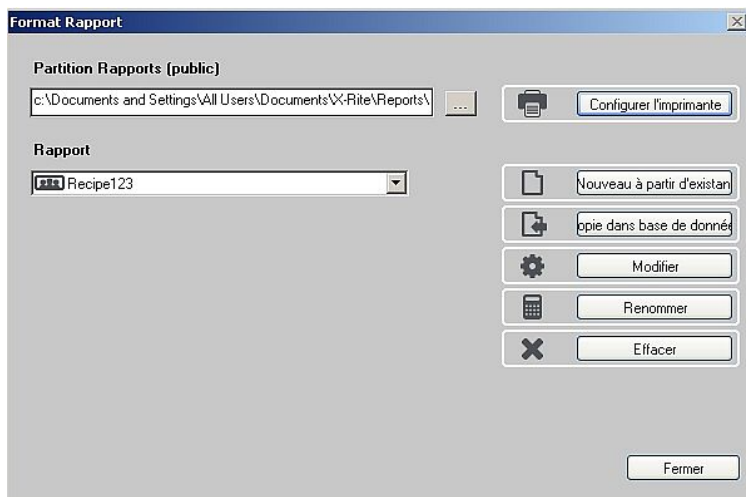 Format Rapport
Partition Rapports (public)
c:\Documents and Settings\All Users\Documents\X-Rite\Reports\
...
Configurer l'imprimante
Rapport
Recipe123
Nouveau à partir d'existan
opie dans base de donnée
Modifier
Renommer
Effacer
Fermer